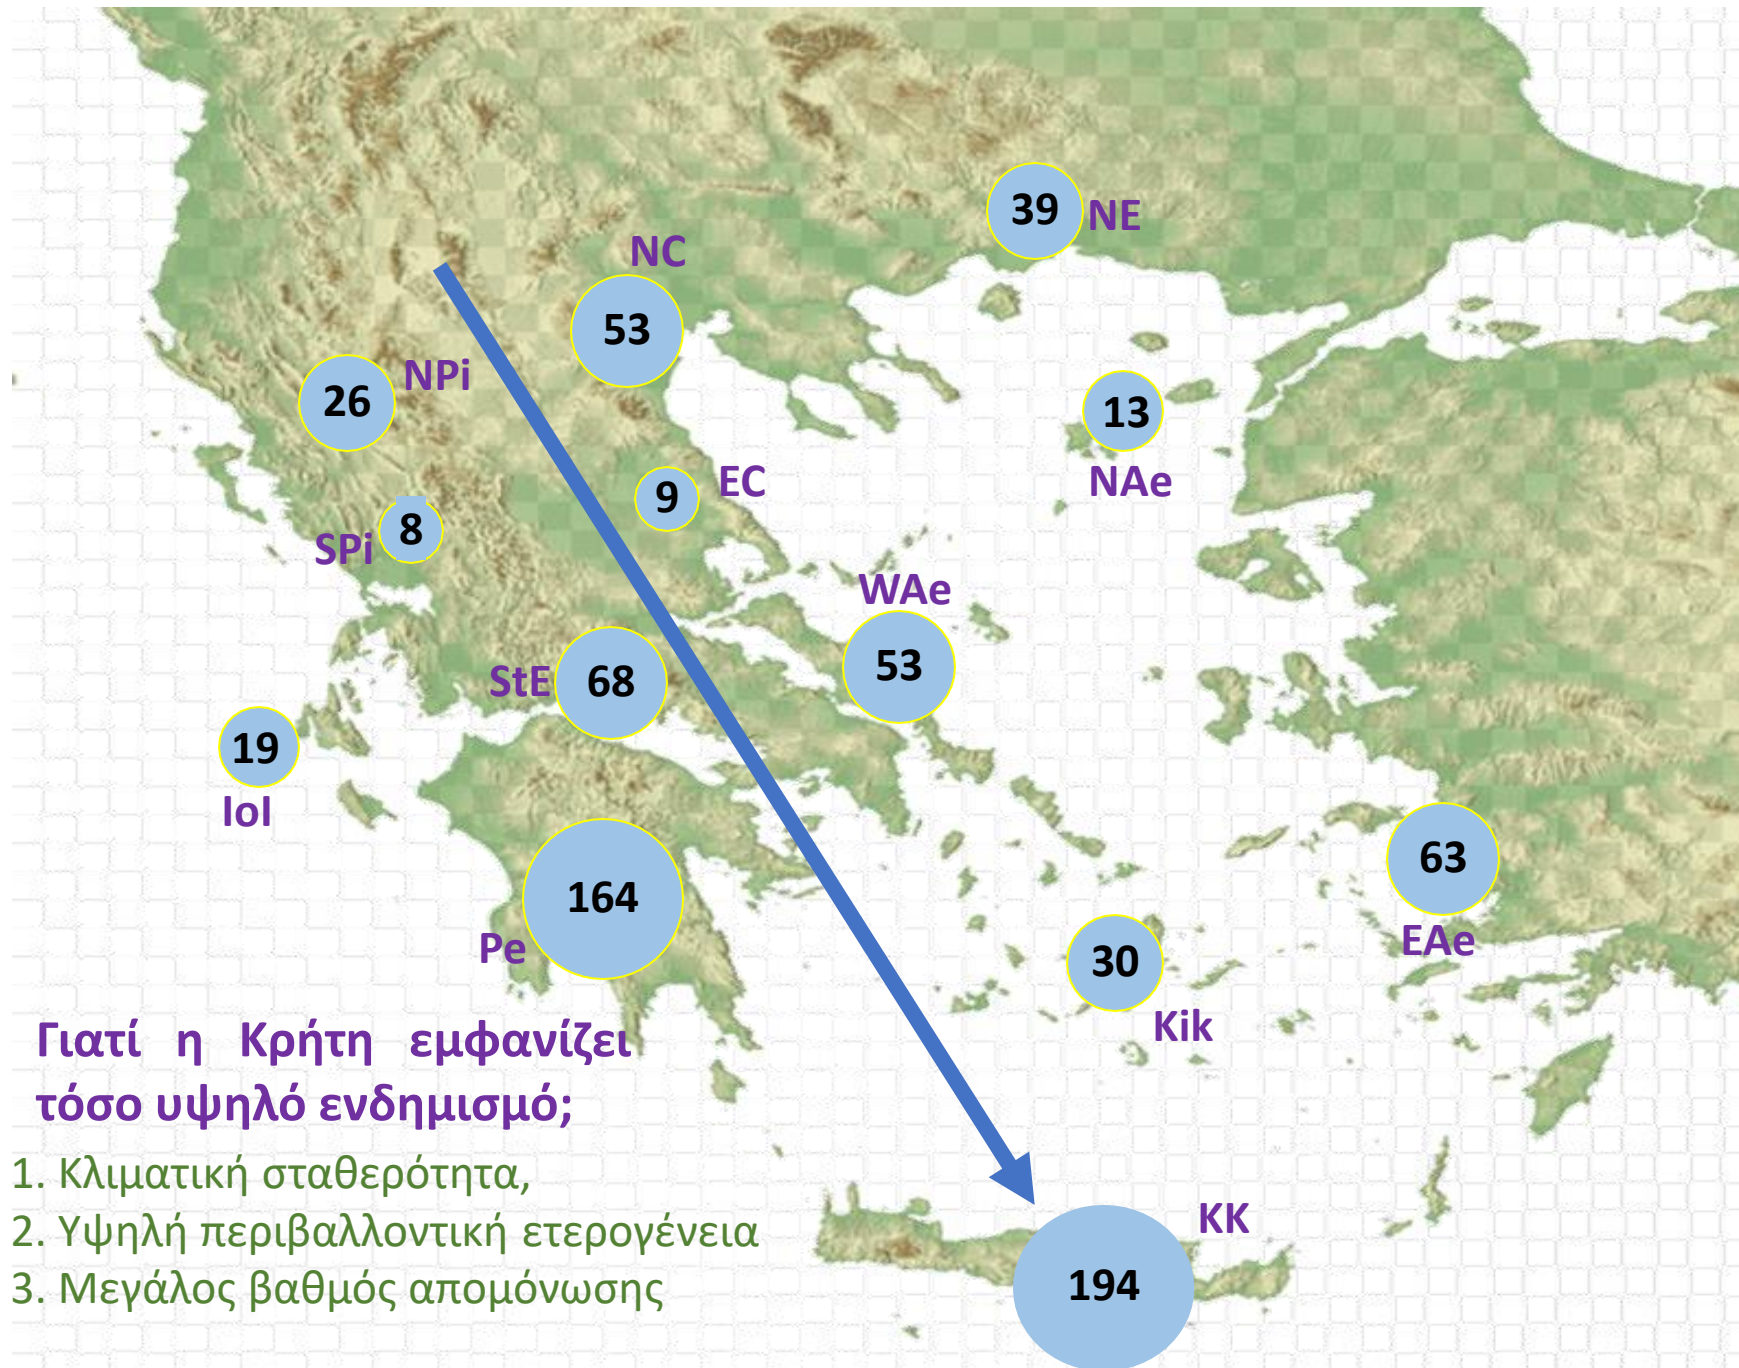 39 NE
NC
53
NPi
26
13
NAe
EC
9
8
SPi
WAe
53
StE 68
19
IoI
63
EAe
164
Pe
30
Kik
Γιατί η Κρήτη εμφανίζει
τόσο υψηλό ενδημισμό;
1. Κλιματική σταθερότητα,
2. Υψηλή περιβαλλοντική ετερογένεια
3. Μεγάλος βαθμός απομόνωσης
KK
194